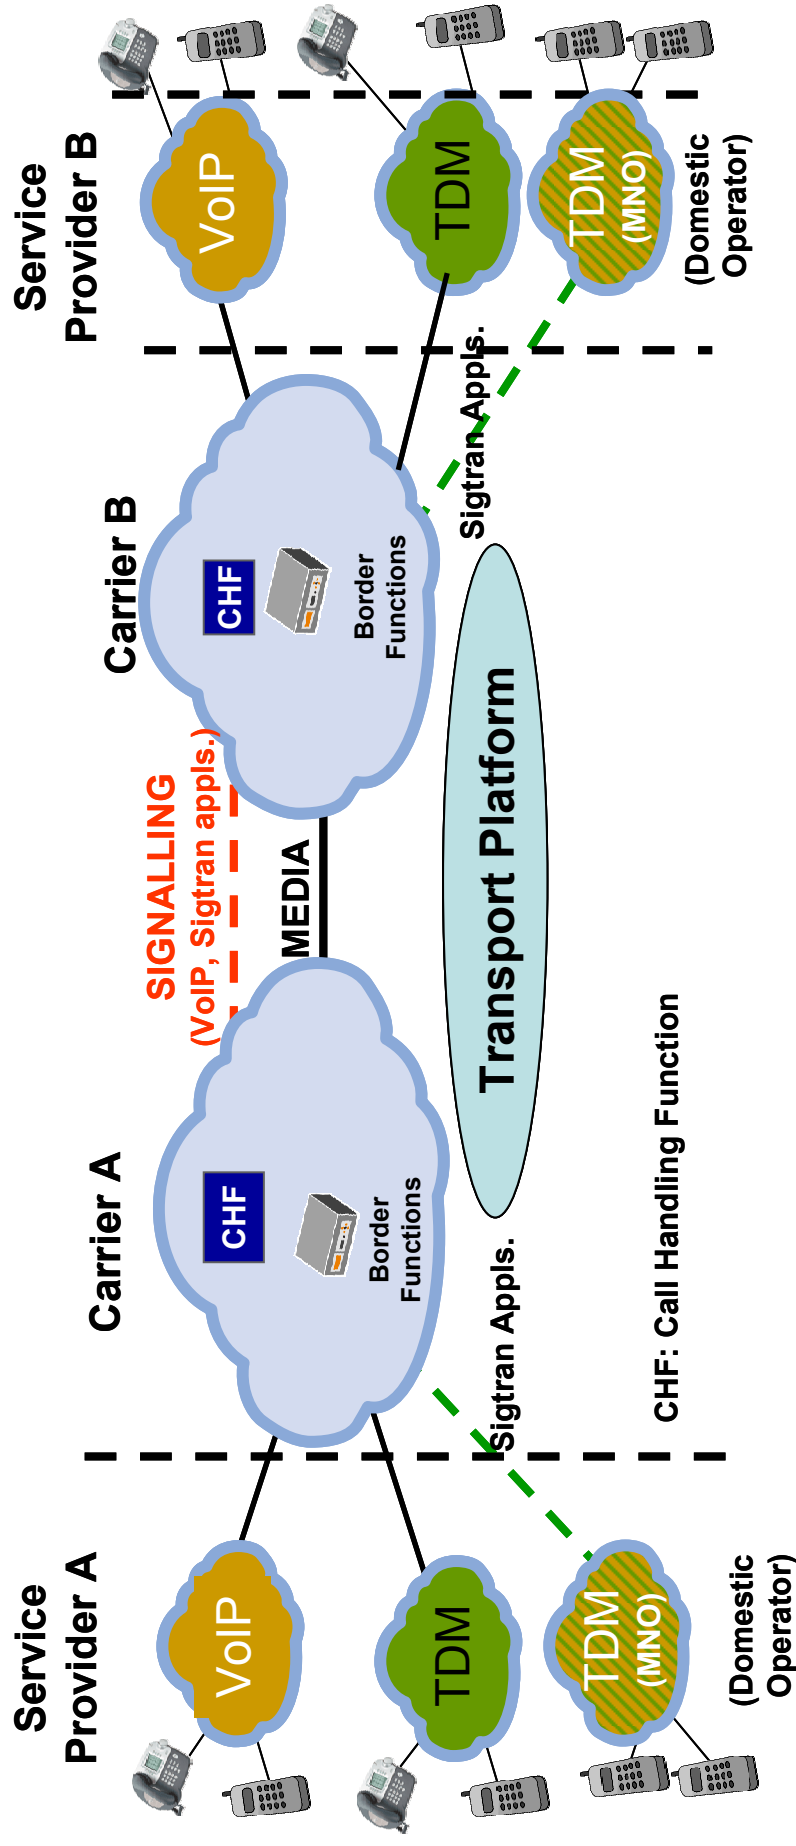 Service
Provider A
Carrier A
Carrier B
Service
Provider B
SIGNALLING
(VoIP, Sigtran appls.)
VoIP
CHF
CHF
VoIP
MEDIA
Border
Functions
Border
Functions
TDM
TDM
Sigtran Appls.
Transport Platform
Sigtran Appls.
TDM
(MNO)
TDM
(MNO)
(Domestic
Operator)
CHF: Call Handling Function
(Domestic
Operator)